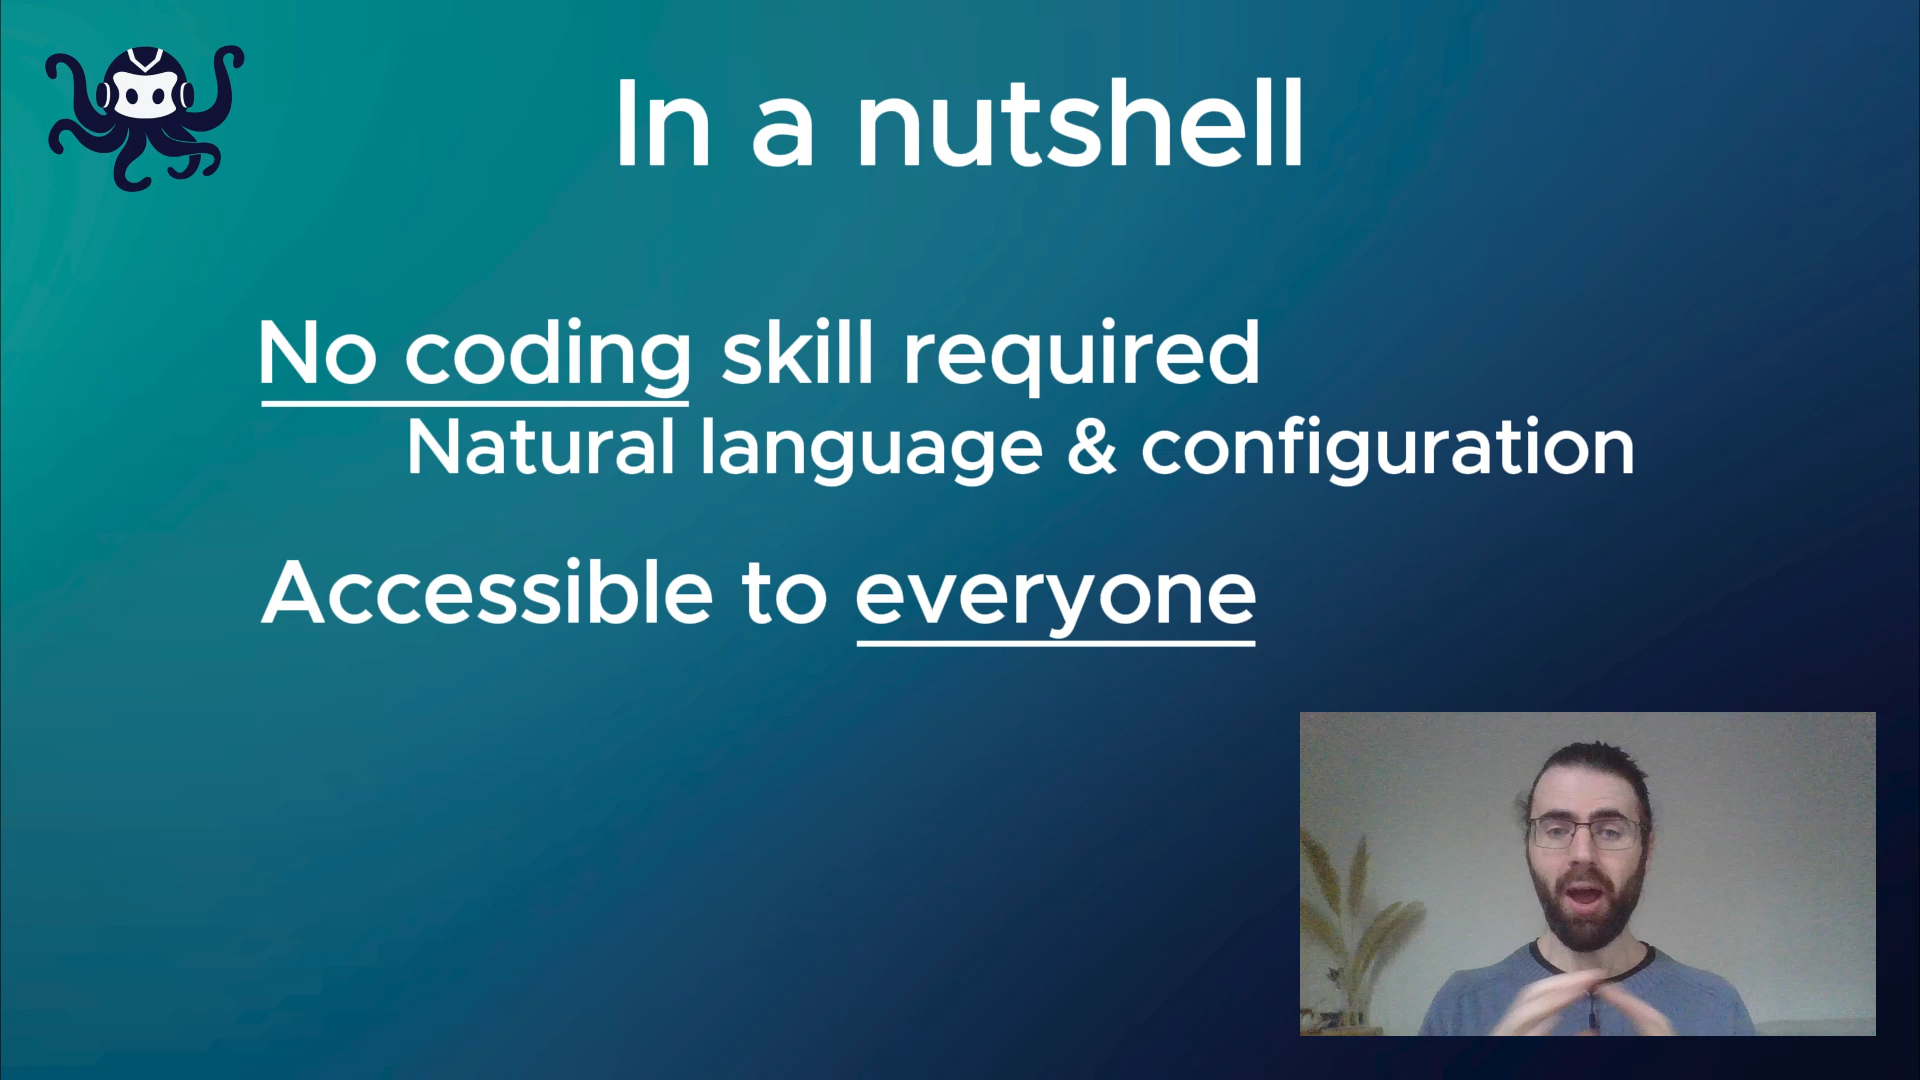 In a nutshell
No coding skill required
Natural language & configuration
Accessible to everyone